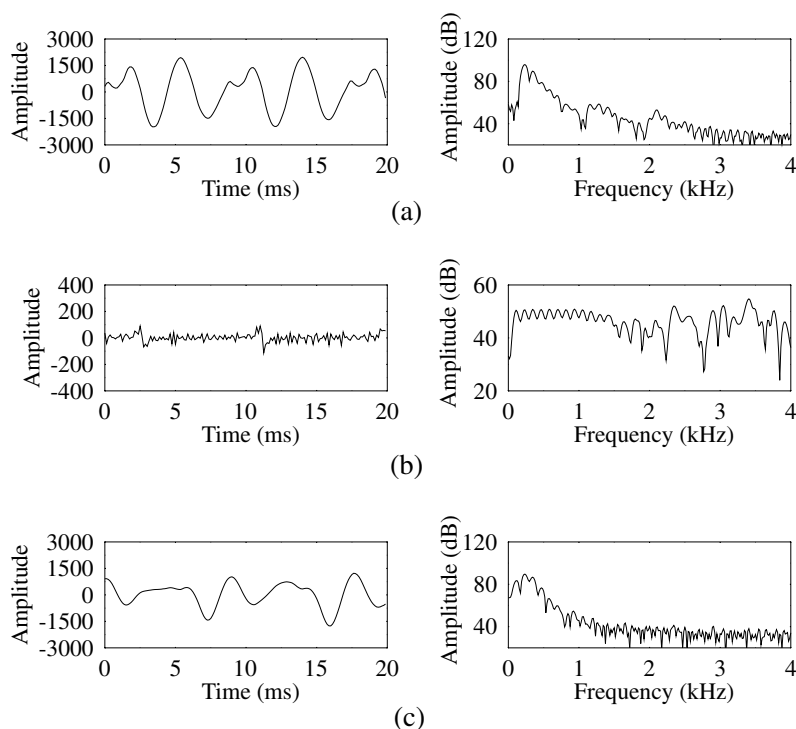 Amplitude
3000
1500
0
-1500
-3000
0 5 10 15 20
Time (ms)
Amplitude (dB)
120
80
40
0 1 2 3 4
Frequency (kHz)
(a)
Amplitude
400
200
0
-200
-400
0 5 10 15 20
Time (ms)
Amplitude (dB)
60
40
20
0 1 2 3 4
Frequency (kHz)
(b)
Amplitude
3000
1500
0
-1500
-3000
0 5 10 15 20
Time (ms)
Amplitude (dB)
120
80
40
0 1 2 3 4
Frequency (kHz)
(c)